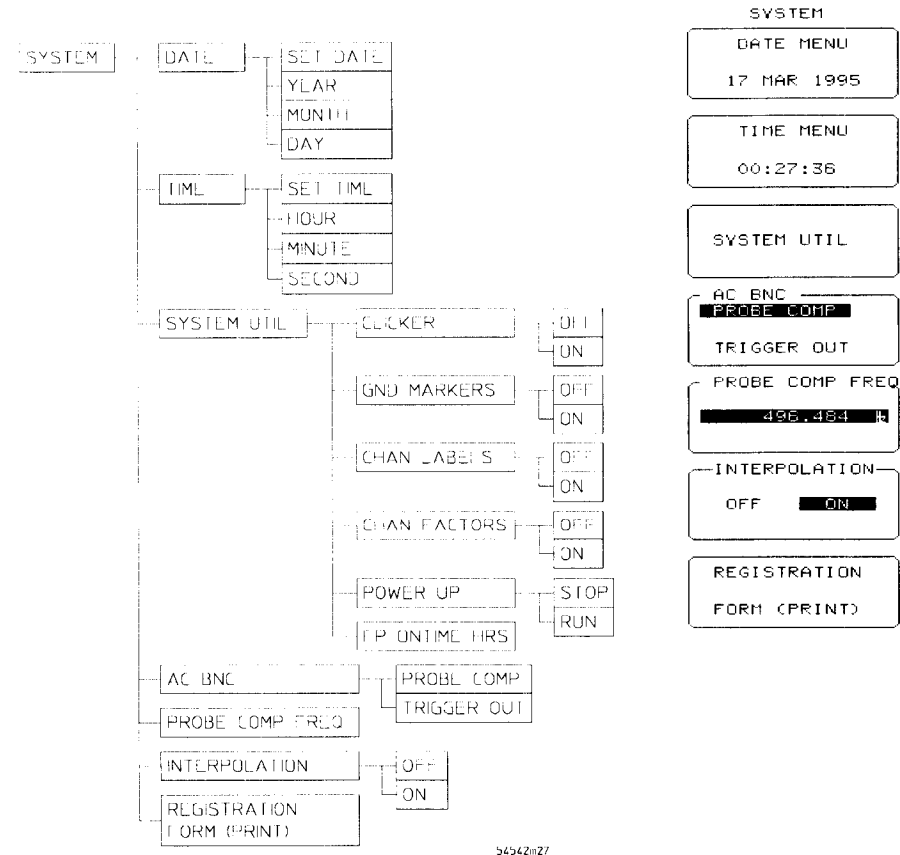 SYSTEM
DATE
SET DATE
YEAR
MONTH
DAY
TIME
SET TIME
HOUR
MINUTE
SECOND
SYSTEM UTIL
CLICKER
OFF
ON
GND MARKERS
OFF
ON
CHAN LABELS
OFF
ON
CHAN FACTORS
OFF
ON
POWER UP
STOP
RUN
ONTIME HRS
AC BNC
PROBE COMP
TRIGGER OUT
PROBE COMP FREQ
INTERPOLATION
OFF
ON
REGISTRATION
FORM (PRINT)
SYSTEM
DATE MENU
17 MAR 1995
TIME MENU
00:27:36
SYSTEM UTIL
AC BNC
PROBE COMP
TRIGGER OUT
PROBE COMP FREQ
496.484
INTERPOLATION
OFF ON
REGISTRATION
FORM (PRINT)
54542m27